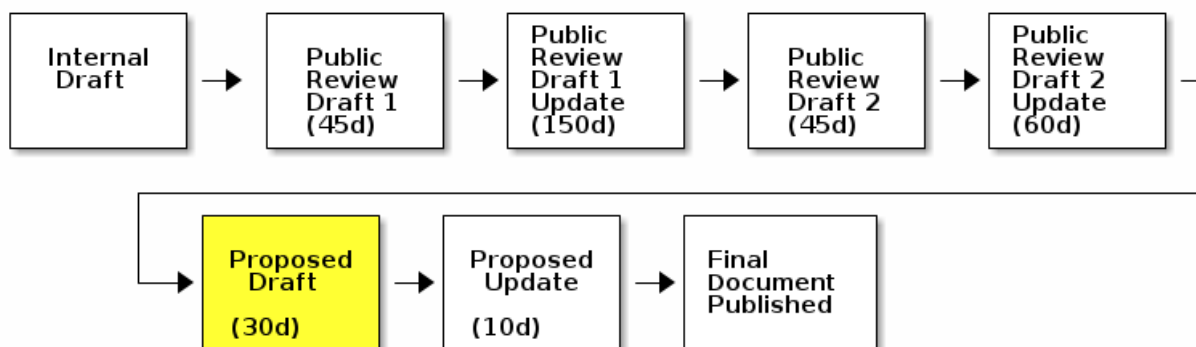 Internal
Draft
Public
Review
Draft 1
(45d)
Public
Review
Draft 1
Update
(150d)
Public
Review
Draft 2
(45d)
Public
Review
Draft 2
Update
(60d)
Proposed
Draft
(30d)
Proposed
Update
(10d)
Final
Document
Published